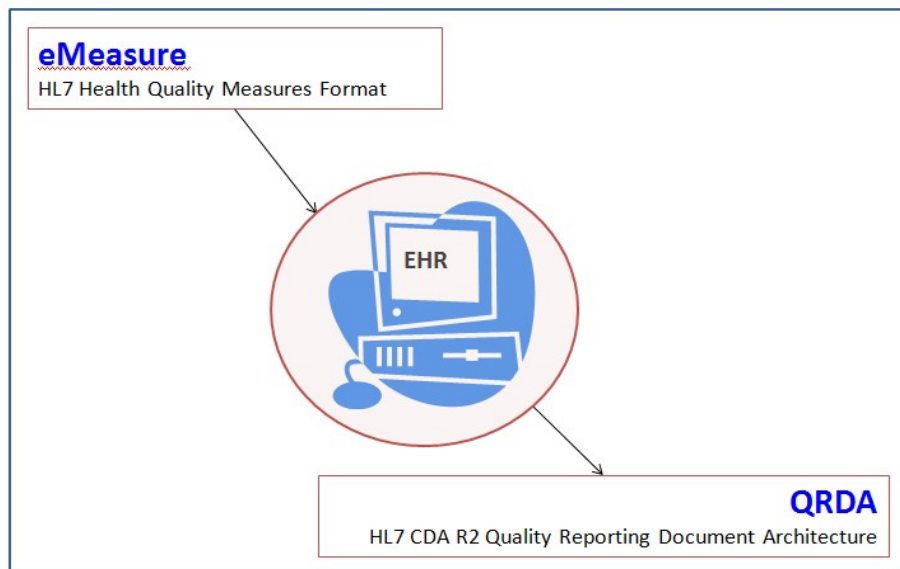 eMeasure
HL7 Health Quality Measures Format
EHR
QRDA
HL7 CDA R2 Quality Reporting Document Architecture